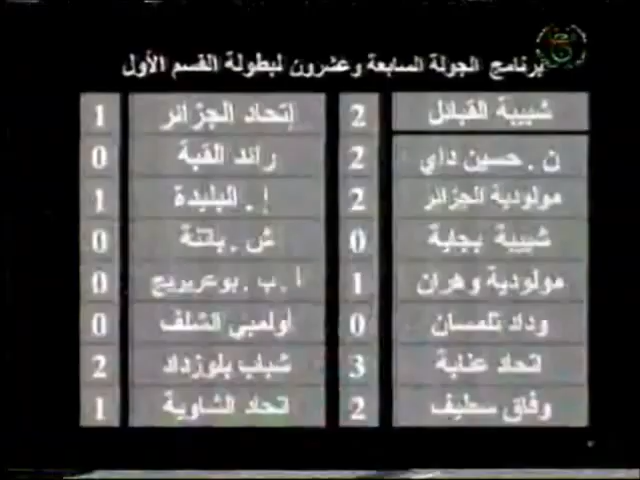 برنامج الجولة السابعة وعشرون لبطولة القسم الأول
شبيبة القبائل 2 إتحاد الجزائر 1
ن . حسين داي 2 رائد القبة 0
مولودية الجزائر 2 إ . البليدة 1
شبيبة بجاية 0 ش . باتنة 0
مولودية وهران 1 أ . ب . بوعريريج 0
وداد تلمسان 0 أولمبي الشلف 0
اتحاد عنابة 3 شباب بلوزداد 2
وفاق سطيف 2 اتحاد الشاوية 1